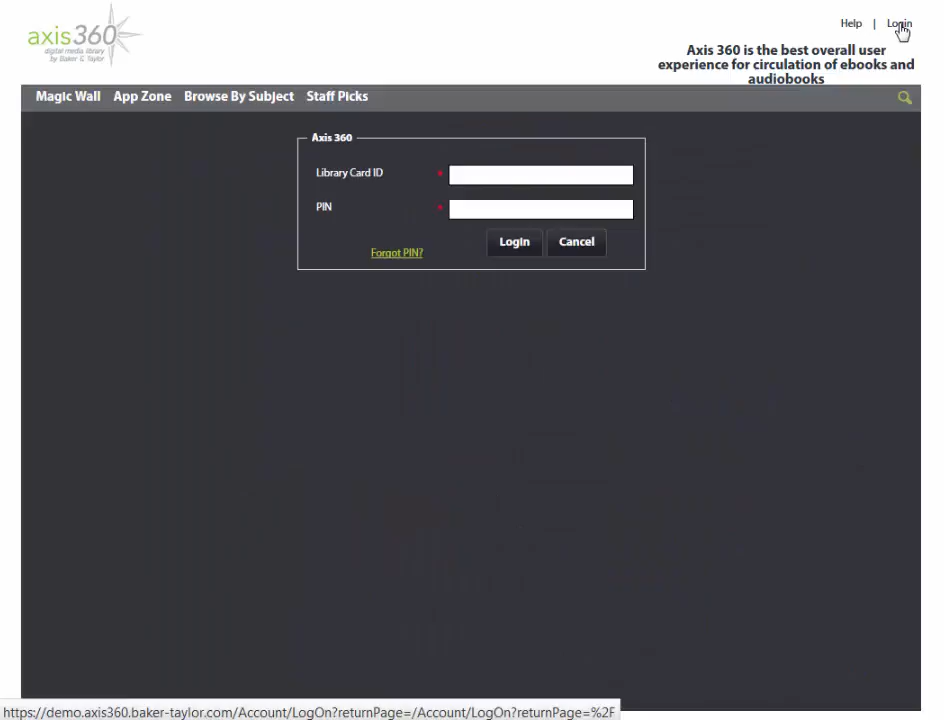 axis360
digital media library
by Baker & Taylor
Help | Login
Axis 360 is the best overall user
experience for circulation of ebooks and
audiobooks
Magic Wall App Zone Browse By Subject Staff Picks
Axis 360
Library Card ID *
PIN *
Forgot PIN? Login Cancel
https://demo.axis360.baker-taylor.com/Account/LogOn?returnPage=/Account/LogOn?returnPage=%2F